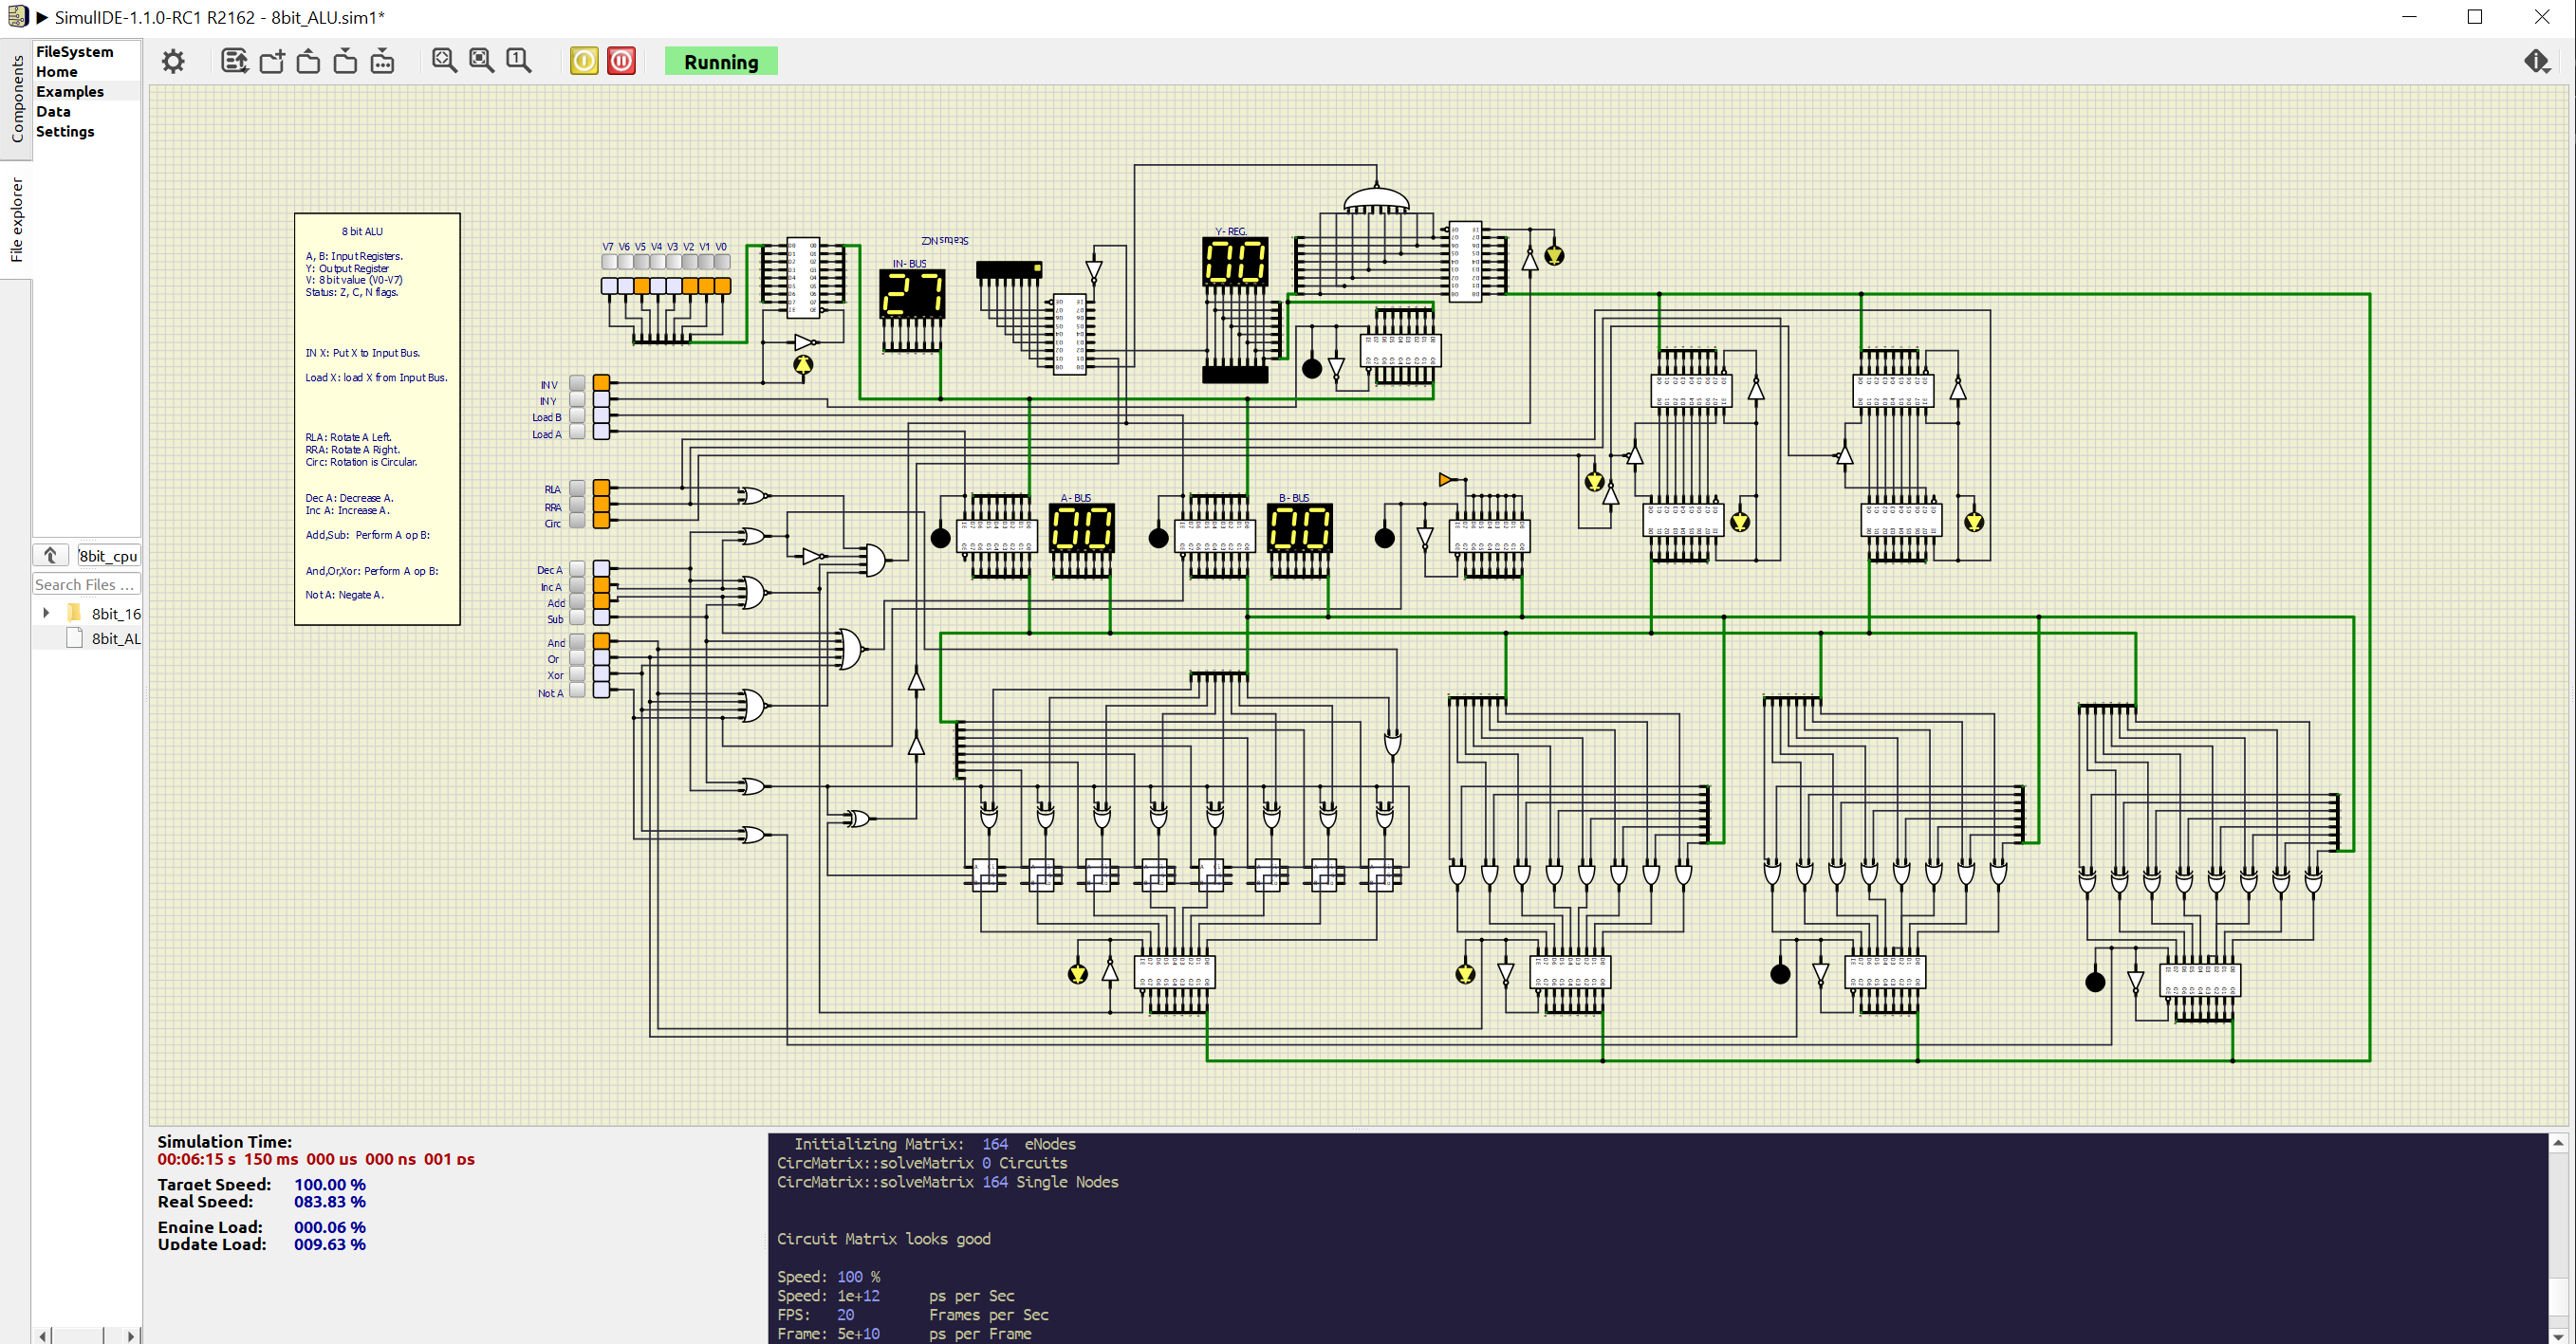 SimulIDE-1.1.0-RC1 R2162 - 8bit_ALU.sim1*
Components
File explorer
FileSystem
Home
Examples
Data
Settings
Running
/8bit_cpu
Search Files ...
8bit_16
8bit_AL
8 bit ALU
A, B: Input Registers.
Y: Output Register
V: 8 bit value (V0-V7)
Status: Z, C, N flags.
IN X: Put X to Input Bus.
Load X: load X from Input Bus.
RLA: Rotate A Left.
RRA: Rotate A Right.
Circ: Rotation is Circular.
Dec A: Decrease A.
Inc A: Increase A.
Add,Sub: Perform A op B:
And,Or,Xor: Perform A op B:
Not A: Negate A.
V7 V6 V5 V4 V3 V2 V1 V0
IN- BUS
27
Status NCZ
Y- REG.
00
IN V
IN Y
Load B
Load A
RLA
RRA
Circ
Dec A
Inc A
Add
Sub
And
Or
Xor
Not A
A- BUS
00
B- BUS
00
Simulation Time:
00:06:15 s 150 ms 000 us 000 ns 001 ps
Target Speed: 100.00 %
Real Speed: 083.83 %
Engine Load: 000.06 %
Update Load: 009.63 %
Initializing Matrix: 164 eNodes
CircMatrix::solveMatrix 0 Circuits
CircMatrix::solveMatrix 164 Single Nodes
Circuit Matrix looks good
Speed: 100 %
Speed: 1e+12 ps per Sec
FPS: 20 Frames per Sec
Frame: 5e+10 ps per Frame